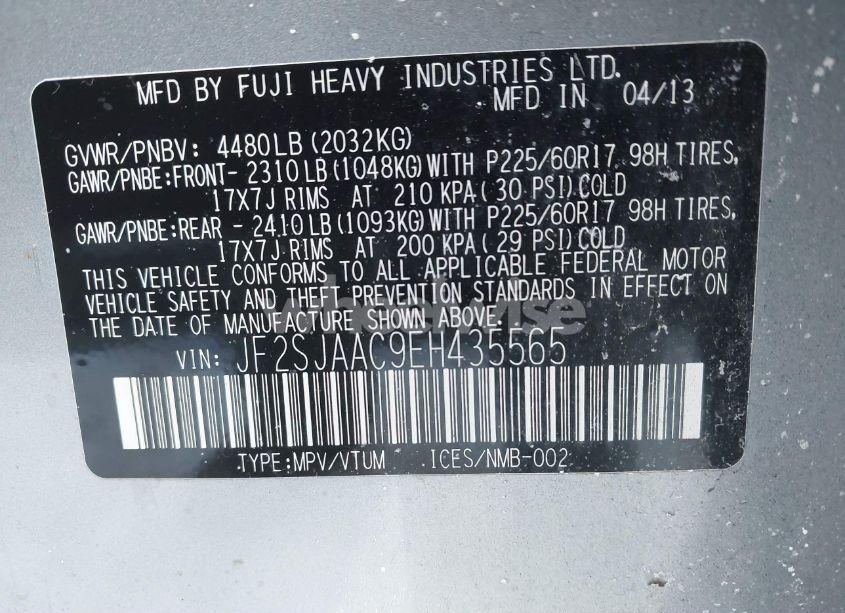 MFD BY FUJI HEAVY INDUSTRIES LTD.
MFD IN 04/13
GVWR/PNBV: 4480LB(2032KG)
GAWR/PNBE:FRONT- 2310LB(1048KG)WITH P225/60R17 98H TIRES,
17X7J RIMS AT 210 KPA(30 PSI)COLD
GAWR/PNBE:REAR - 2410LB(1093KG)WITH P225/60R17 98H TIRES,
17X7J RIMS AT 200 KPA(29 PSI)COLD
THIS VEHICLE CONFORMS TO ALL APPLICABLE FEDERAL MOTOR
VEHICLE SAFETY AND THEFT PREVENTION STANDARDS IN EFFECT ON
THE DATE OF MANUFACTURE SHOWN ABOVE.
VIN: JF2SJAAC9EH435565
TYPE:MPV/VTUM ICES/NMB-002